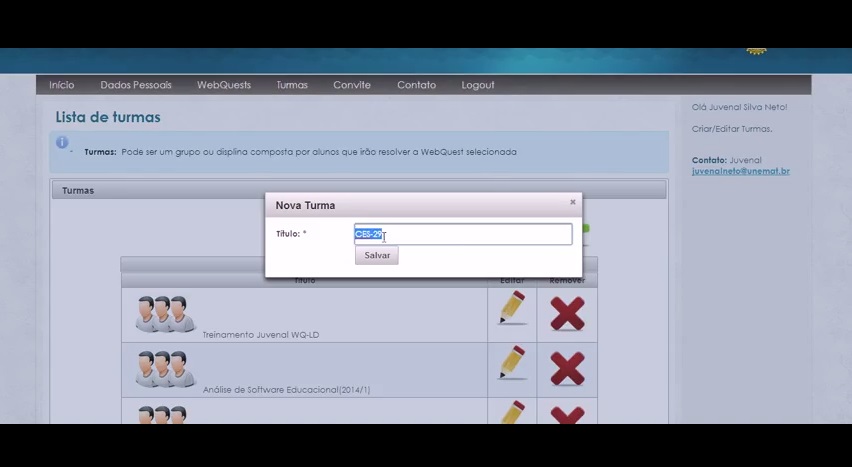 Início Dados Pessoais WebQuests Turmas Convite Contato Logout
Olá Juvenal Silva Neto!
Criar/Editar Turmas.
Contato: Juvenal
juvenalneto@unemat.br
Lista de turmas
Turmas: Pode ser um grupo ou displina composta por alunos que irão resolver a WebQuest selecionada
Turmas
Nova Turma
Título: * CES-29
Salvar
Título Editar Remover
Treinamento Juvenal WQ-LD
Análise de Software Educacional(2014/1)